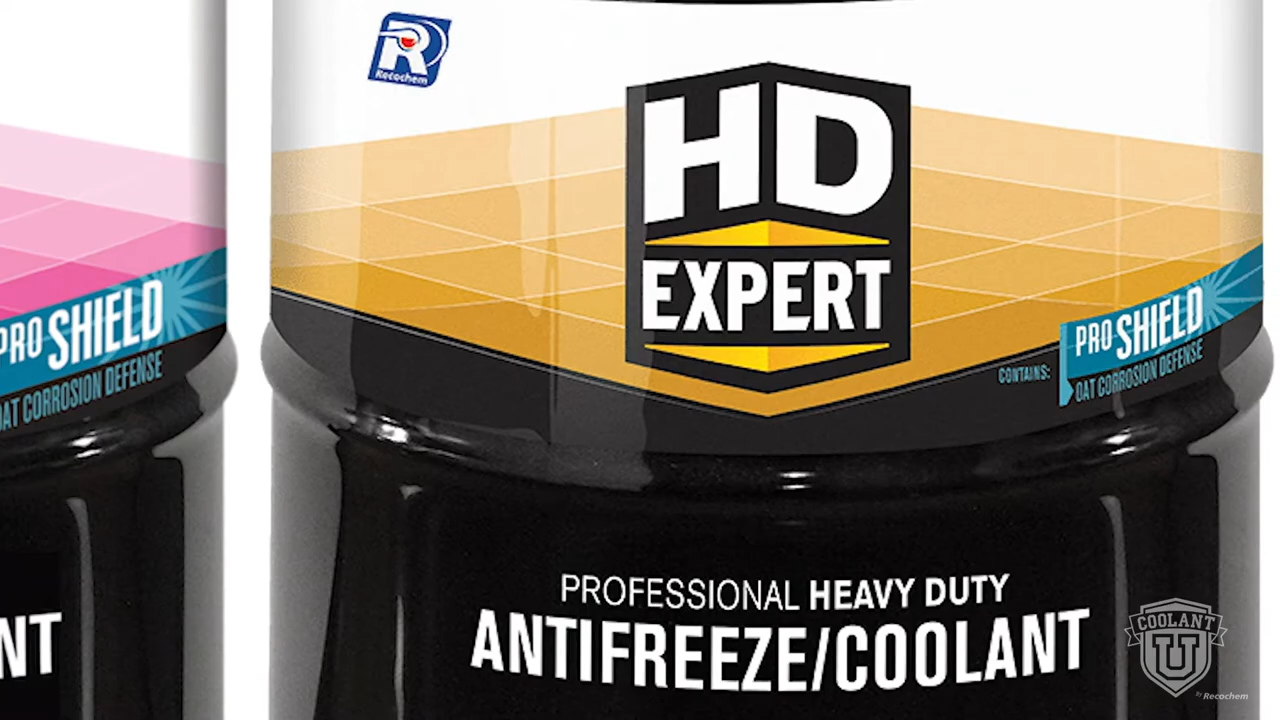 R
Recochem
HD
EXPERT
PRO SHIELD
OAT CORROSION DEFENSE
CONTAINS:
PRO SHIELD
OAT CORROSION DEFENSE
PROFESSIONAL HEAVY DUTY
ANTIFREEZE/COOLANT
NT
COOLANT
U
By Recochem